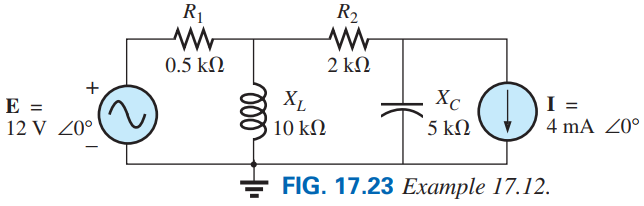 R1 R2
0.5 kΩ 2 kΩ
+
E =
12 V ∠0°
−
XL
10 kΩ
XC
5 kΩ
I =
4 mA ∠0°
FIG. 17.23 Example 17.12.